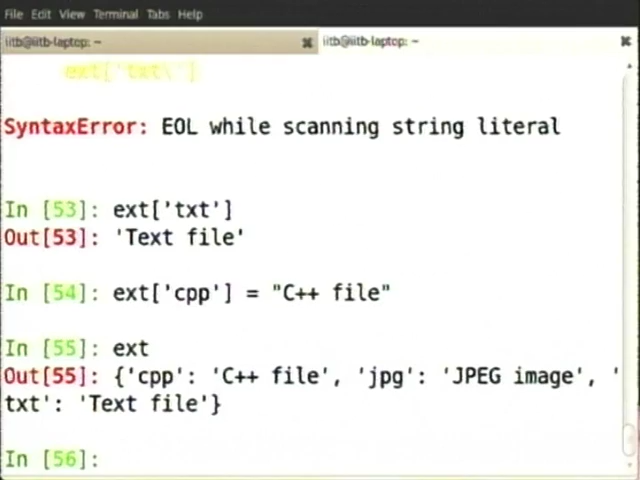 File Edit View Terminal Tabs Help
iitb@iitb-laptop: ~ iitb@iitb-laptop: ~
ext['txt\']
SyntaxError: EOL while scanning string literal
In [53]: ext['txt']
Out[53]: 'Text file'
In [54]: ext['cpp'] = "C++ file"
In [55]: ext
Out[55]: {'cpp': 'C++ file', 'jpg': 'JPEG image', '
txt': 'Text file'}
In [56]: